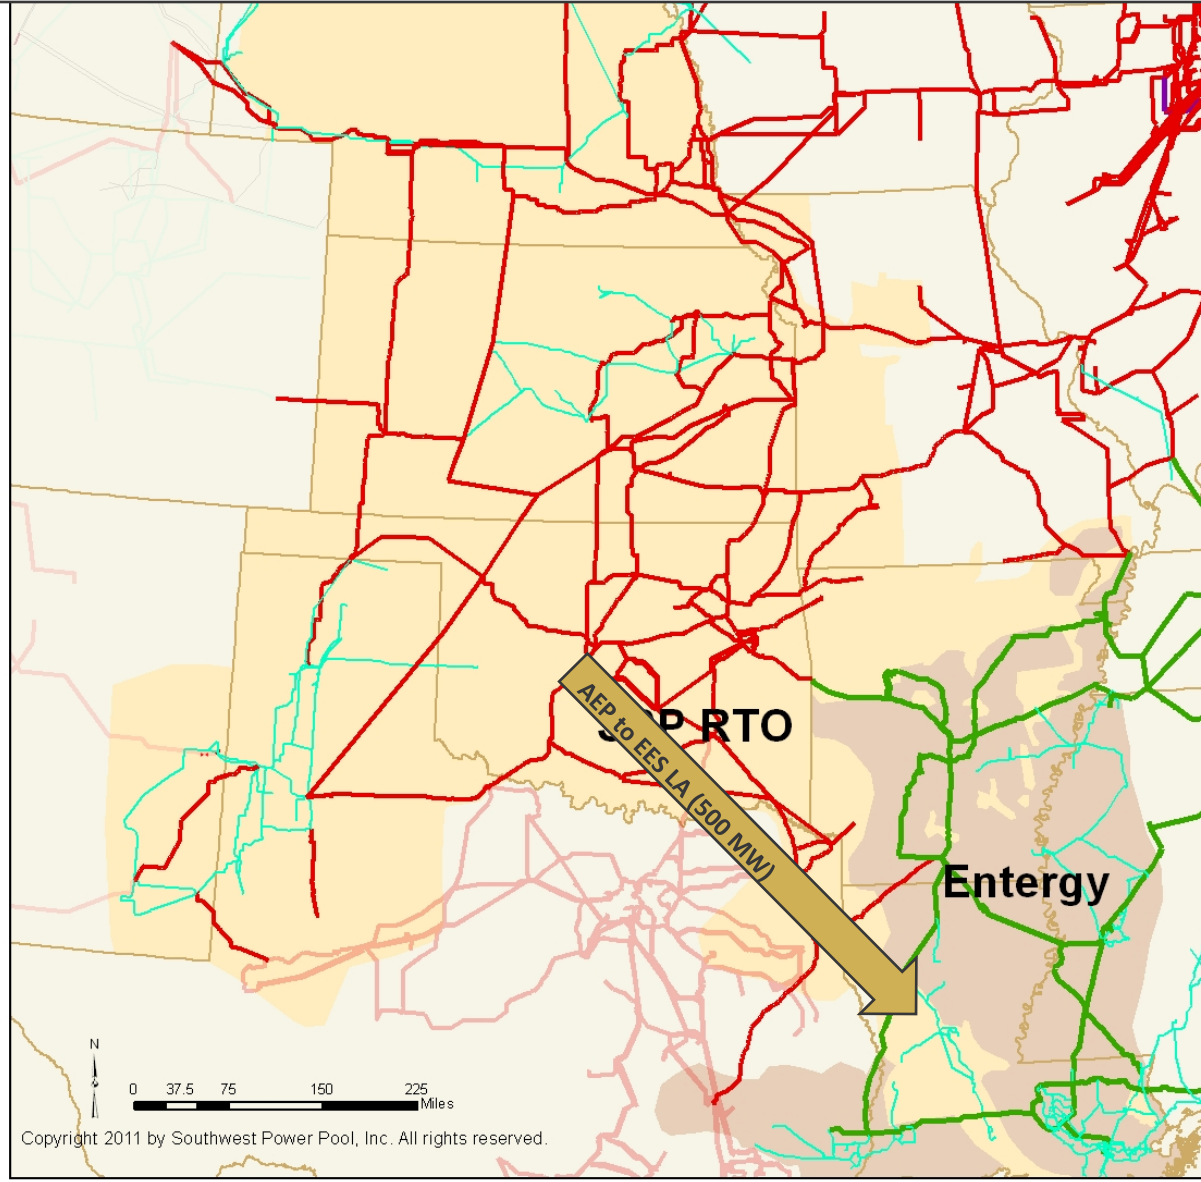 SPP RTO
AEP to EES LA (500 MW)
Entergy
N
0 37.5 75 150 225
Miles
Copyright 2011 by Southwest Power Pool, Inc. All rights reserved.